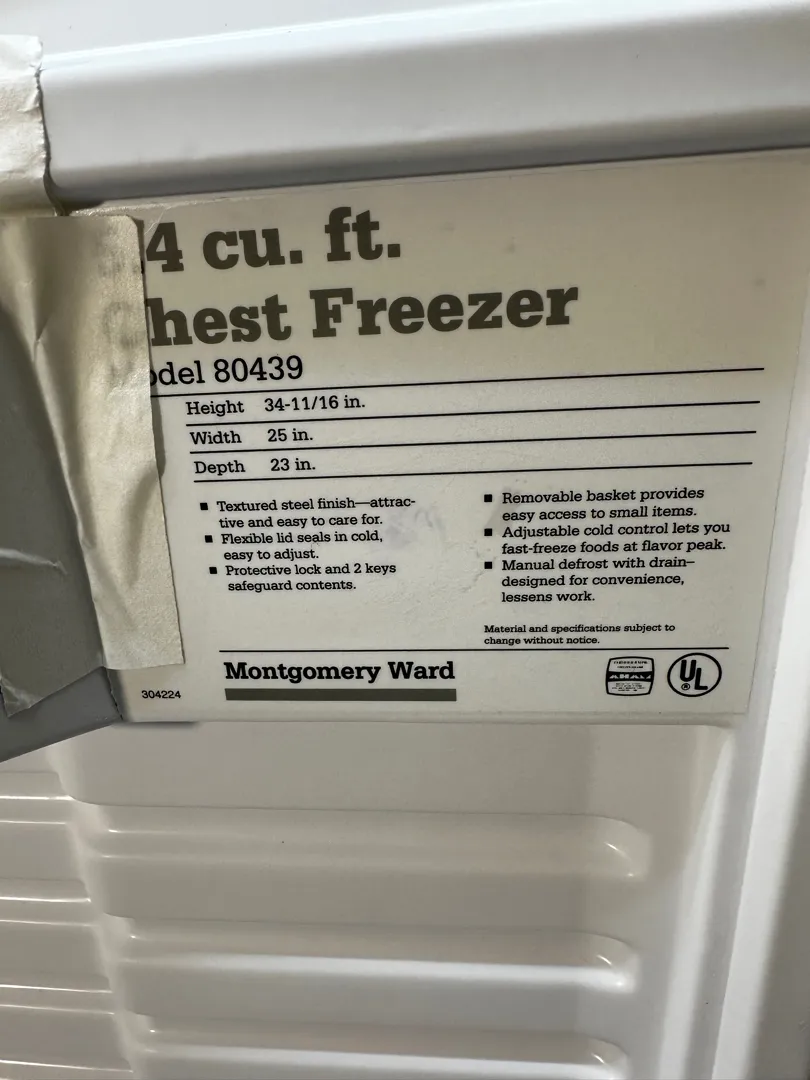 4 cu. ft.
hest Freezer
odel 80439
Height 34-11/16 in.
Width 25 in.
Depth 23 in.
■ Textured steel finish—attrac-
tive and easy to care for.
■ Flexible lid seals in cold,
easy to adjust.
■ Protective lock and 2 keys
safeguard contents.
■ Removable basket provides
easy access to small items.
■ Adjustable cold control lets you
fast-freeze foods at flavor peak.
■ Manual defrost with drain–
designed for convenience,
lessens work.
Material and specifications subject to
change without notice.
304224
Montgomery Ward
AHAM
UL
®